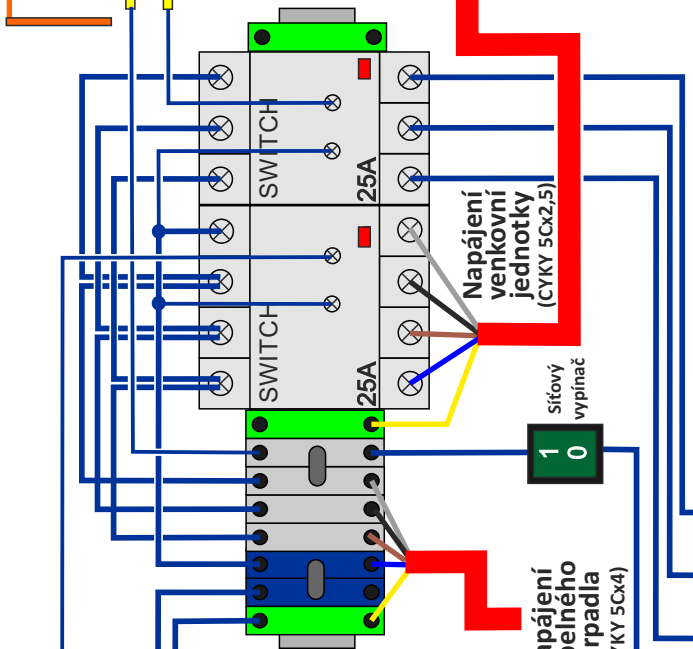 SWITCH
25A
SWITCH
25A
Napájení
venkovní
jednotky
(CYKY 5Cx2,5)
Síťový
vypínač
1
0